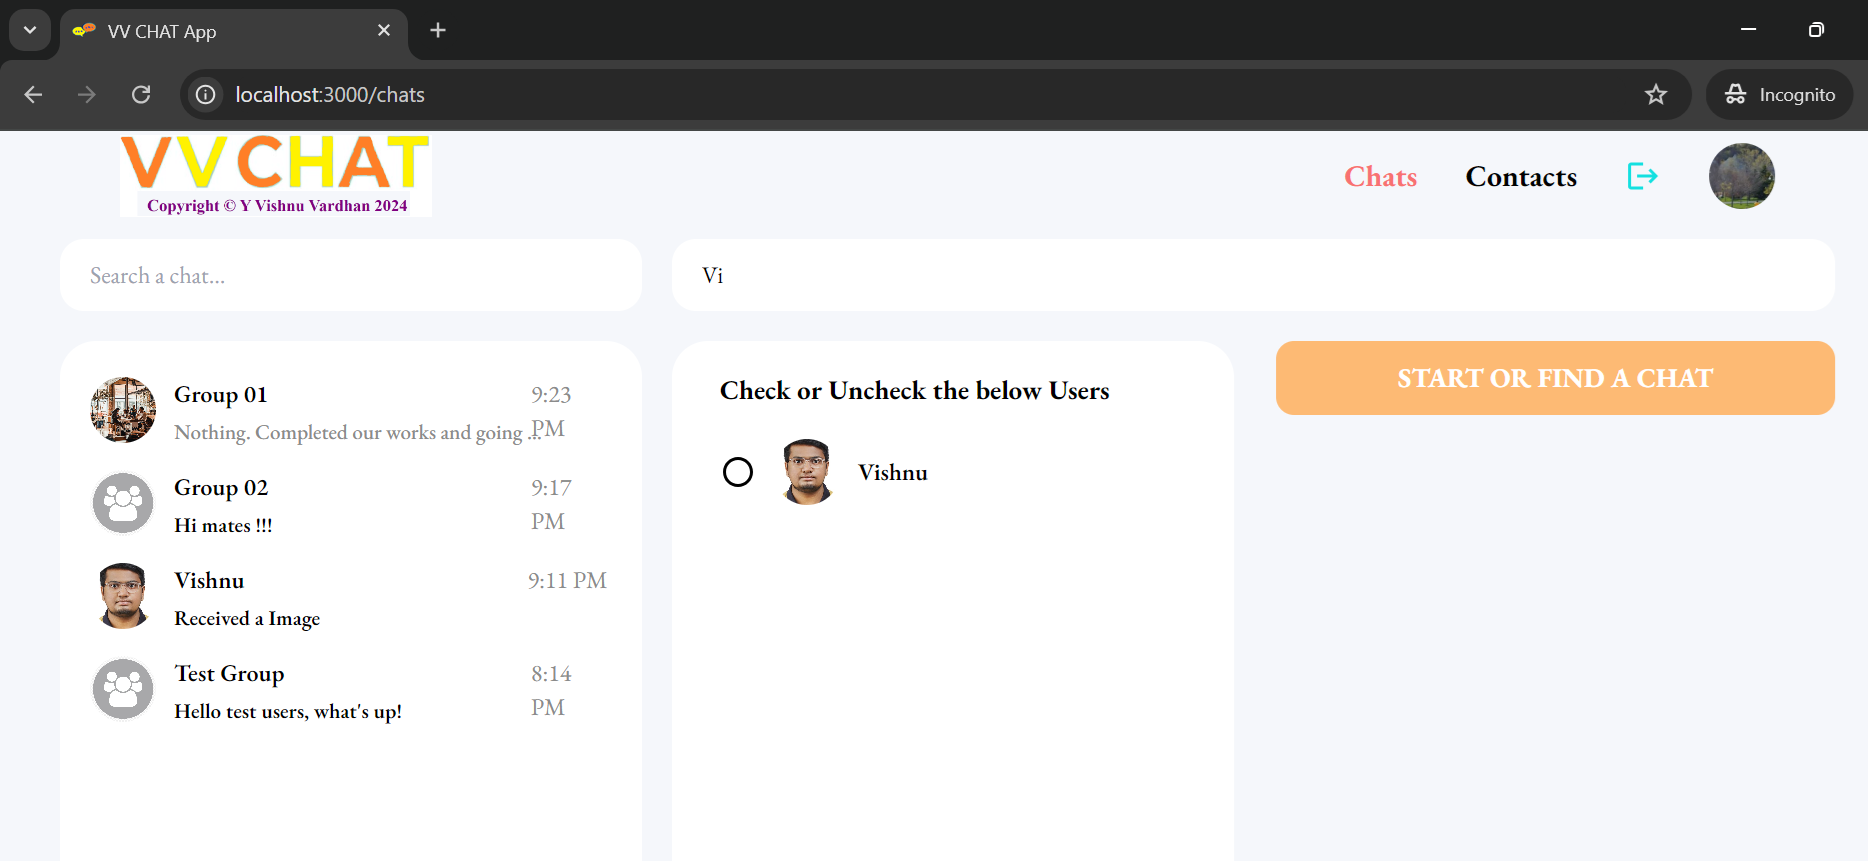 VV CHAT App
localhost:3000/chats
Incognito
VVCHAT
Copyright © Y Vishnu Vardhan 2024
Chats
Contacts
Search a chat...
Vi
Group 01
9:23 PM
Nothing. Completed our works and going ...
Group 02
9:17 PM
Hi mates !!!
Vishnu
9:11 PM
Received a Image
Test Group
8:14 PM
Hello test users, what's up!
Check or Uncheck the below Users
Vishnu
START OR FIND A CHAT